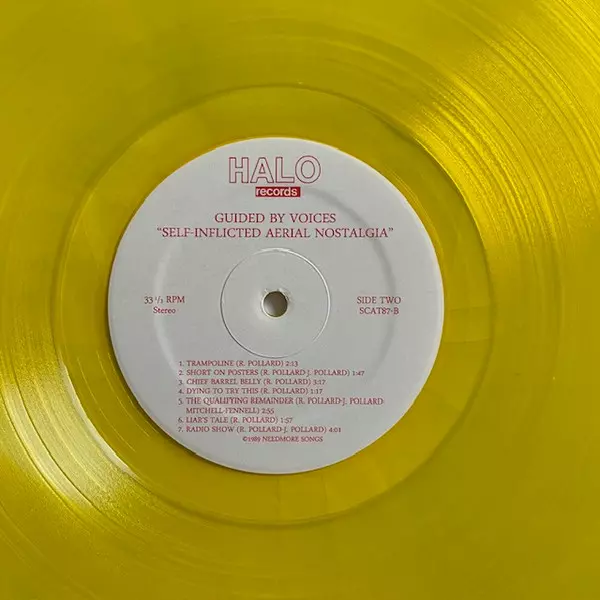 HALO
records
GUIDED BY VOICES
"SELF-INFLICTED AERIAL NOSTALGIA"
33 1/3 RPM
Stereo
SIDE TWO
SCAT87-B
1. TRAMPOLINE (R. POLLARD) 2:13
2. SHORT ON POSTERS (R. POLLARD-J. POLLARD) 1:47
3. CHIEF BARREL BELLY (R. POLLARD) 3:17
4. DYING TO TRY THIS (R. POLLARD) 1:17
5. THE QUALIFYING REMAINDER (R. POLLARD-J. POLLARD-
MITCHELL-FENNELL) 2:55
6. LIAR'S TALE (R. POLLARD-J. POLLARD) 1:57
7. RADIO SHOW (R. POLLARD) 4:01
©1989 NEEDMORE SONGS